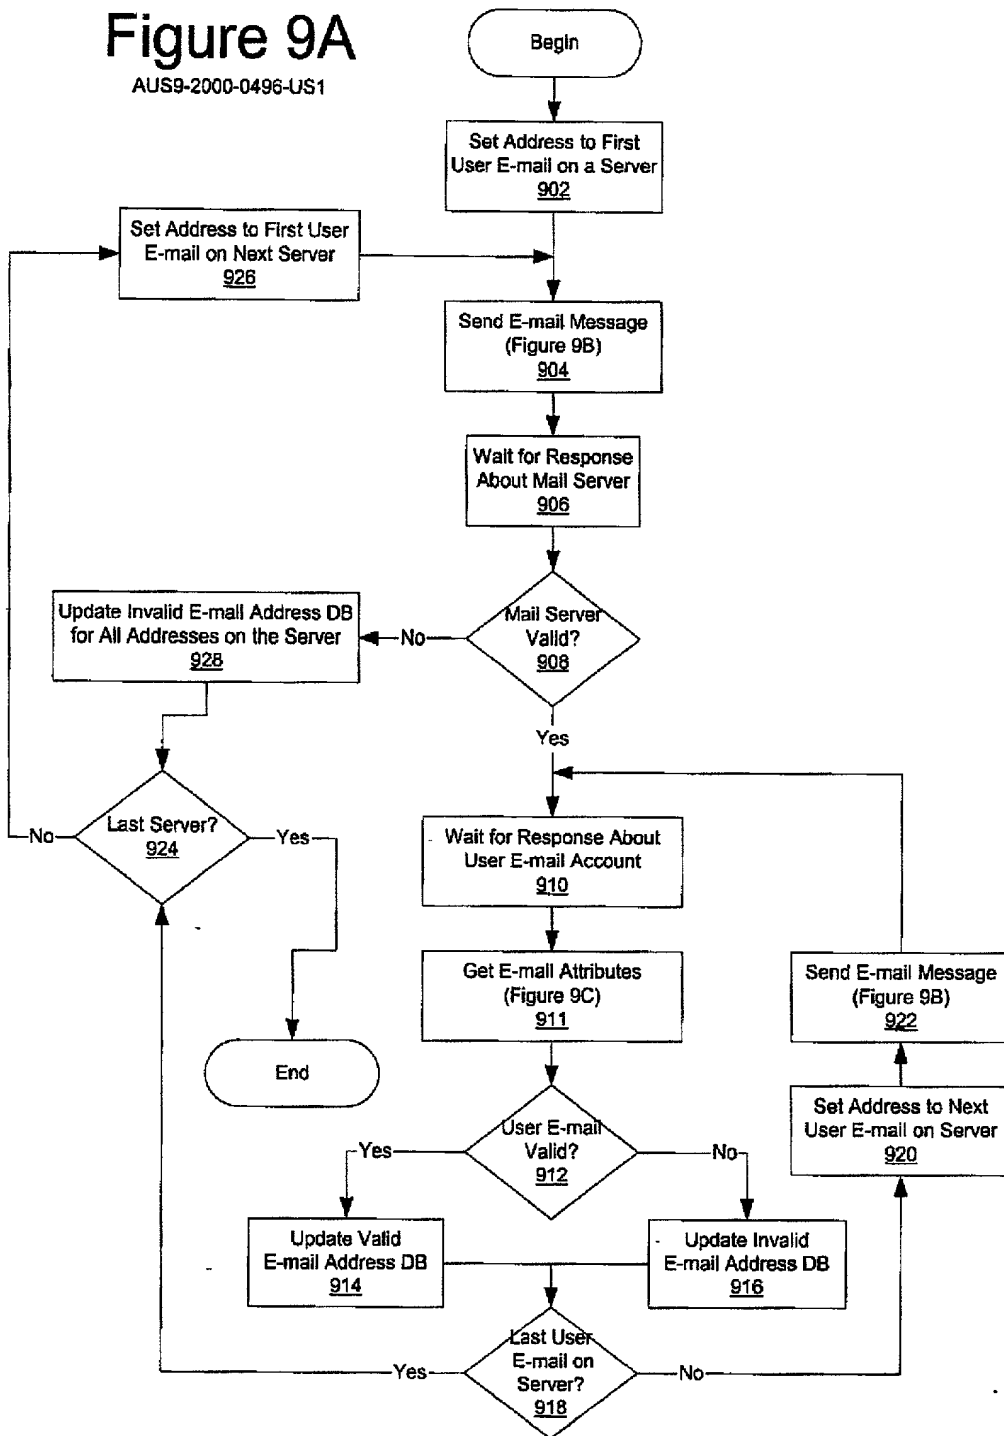 Figure 9A
AUS9-2000-0496-US1
Begin
Set Address to First
User E-mail on a Server
902
Set Address to First User
E-mail on Next Server
926
Send E-mail Message
(Figure 9B)
904
Wait for Response
About Mail Server
906
Mail Server
Valid?
908
No
Update Invalid E-mail Address DB
for All Addresses on the Server
928
Yes
Last Server?
924
No
Yes
Wait for Response About
User E-mail Account
910
Get E-mail Attributes
(Figure 9C)
911
Send E-mail Message
(Figure 9B)
922
End
Set Address to Next
User E-mail on Server
920
User E-mail
Valid?
912
Yes
No
Update Valid
E-mail Address DB
914
Update Invalid
E-mail Address DB
916
Last User
E-mail on
Server?
918
Yes
No